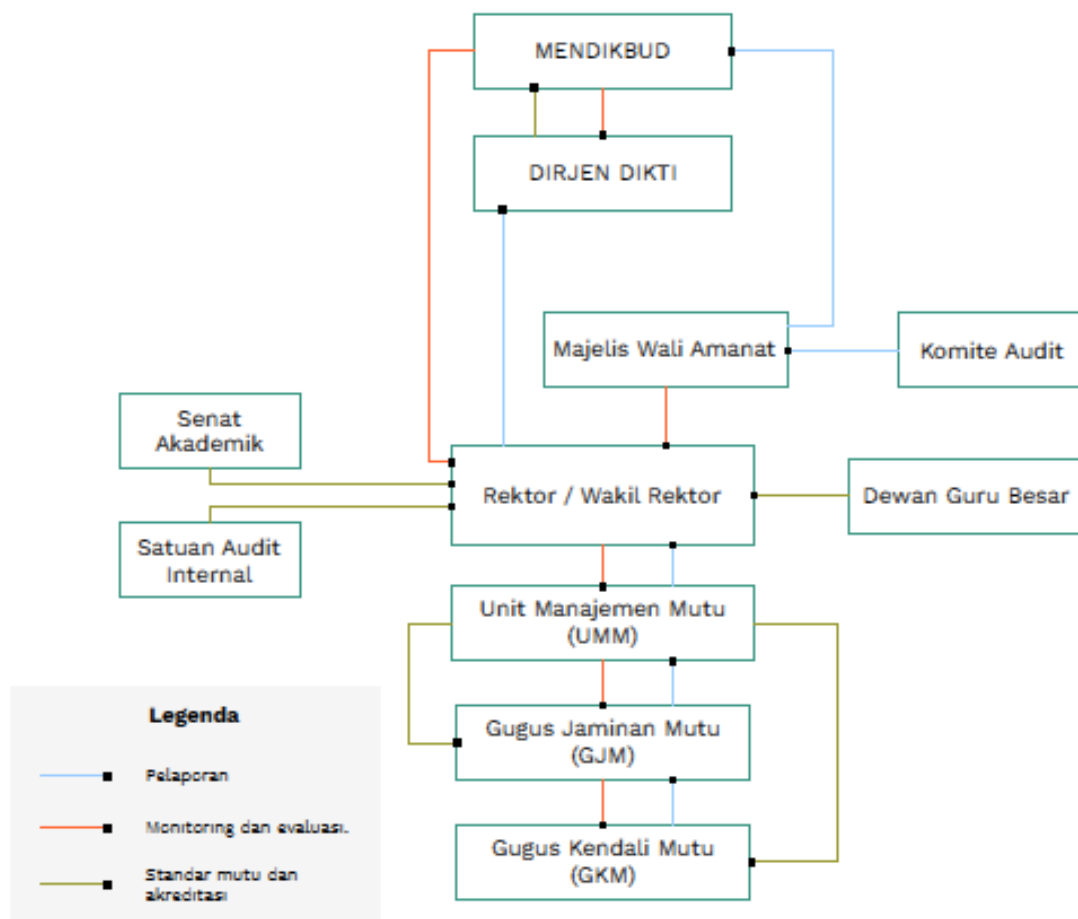 MENDIKBUD
DIRJEN DIKTI
Majelis Wali Amanat
Komite Audit
Senat
Akademik
Rektor / Wakil Rektor
Dewan Guru Besar
Satuan Audit
Internal
Unit Manajemen Mutu
(UMM)
Gugus Jaminan Mutu
(GJM)
Gugus Kendali Mutu
(GKM)
Legenda
Pelaporan
Monitoring dan evaluasi.
Standar mutu dan
akreditasi